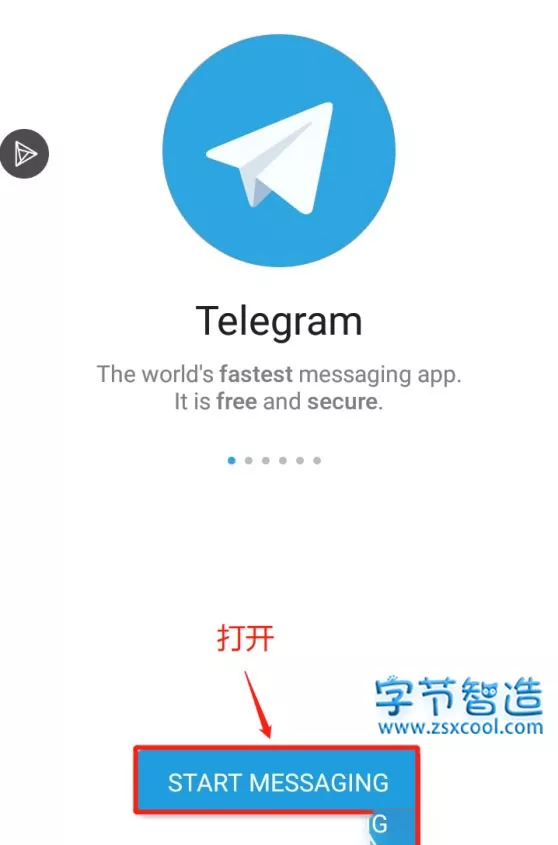 Telegram
The world's fastest messaging app.
It is free and secure.
打开
字节智造
www.zsxcool.com
START MESSAGING
G